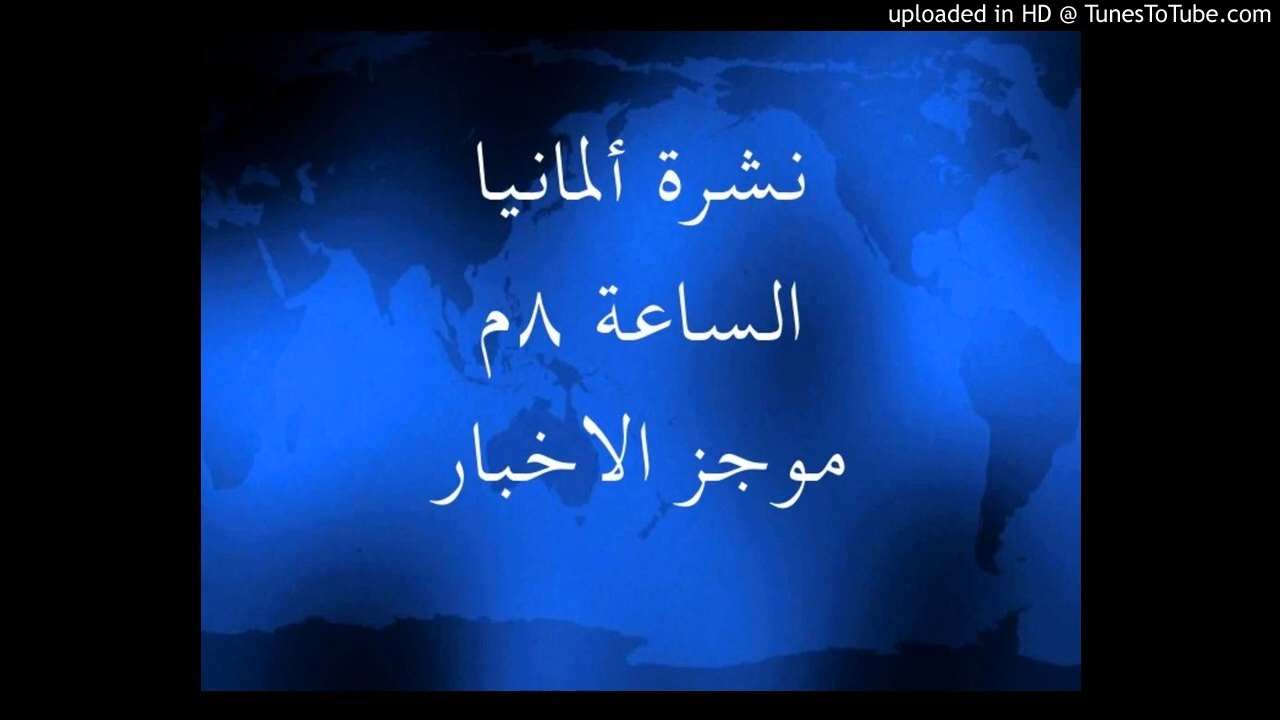 uploaded in HD @ TunesToTube.com
نشرة ألمانيا
الساعة ٨م
موجز الاخبار